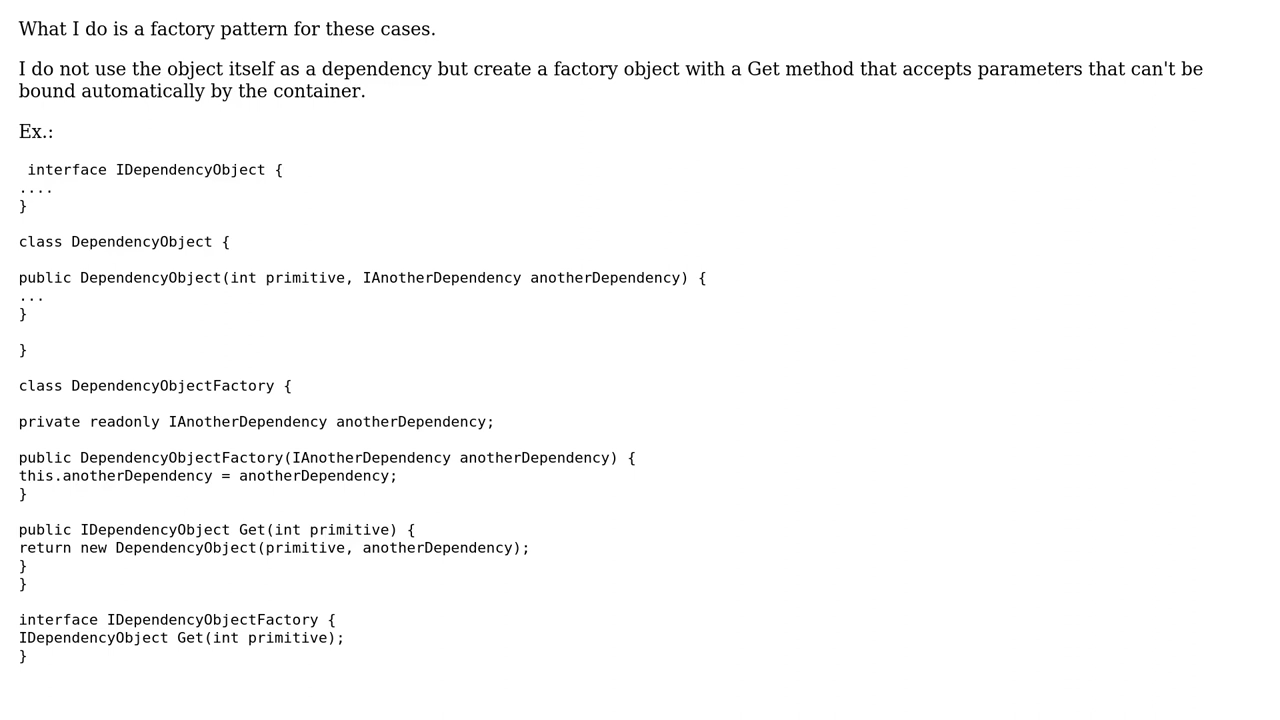 What I do is a factory pattern for these cases.
I do not use the object itself as a dependency but create a factory object with a Get method that accepts parameters that can't be
bound automatically by the container.
Ex.:
interface IDependencyObject {
....
}
class DependencyObject {
public DependencyObject(int primitive, IAnotherDependency anotherDependency) {
...
}
}
class DependencyObjectFactory {
private readonly IAnotherDependency anotherDependency;
public DependencyObjectFactory(IAnotherDependency anotherDependency) {
this.anotherDependency = anotherDependency;
}
public IDependencyObject Get(int primitive) {
return new DependencyObject(primitive, anotherDependency);
}
}
interface IDependencyObjectFactory {
IDependencyObject Get(int primitive);
}